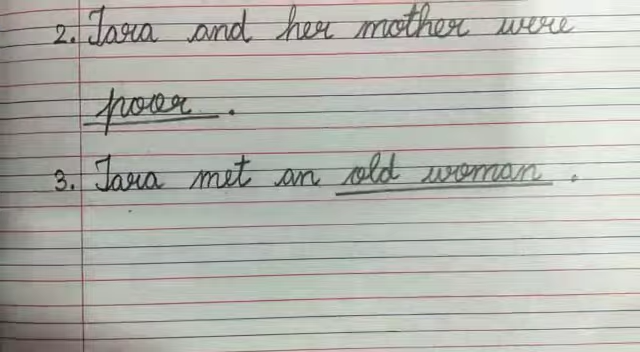 2. Tara and her mother were
poor.
3. Tara met an old woman.